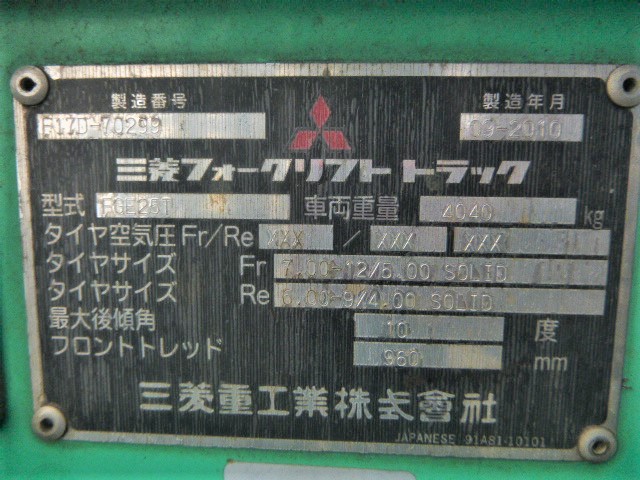 製造番号 製造年月
F17D-70299 09-2010
三菱フォークリフト トラック
型式 FGE25T 車両重量 4040 kg
タイヤ空気圧 Fr/Re XXX / XXX XXX
タイヤサイズ Fr 7.00-12/5.00 SOLID
タイヤサイズ Re 6.00-9/4.00 SOLID
最大後傾角 10 度
フロントトレッド 960 mm
三菱重工業株式會社
JAPANESE 91A81-10101